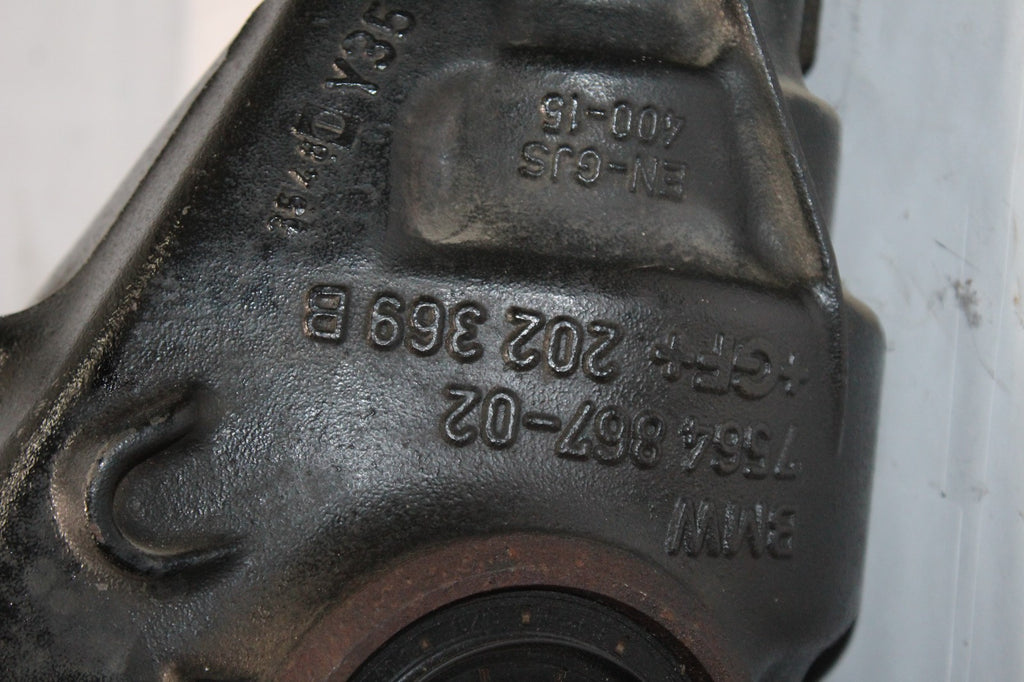 BMW
7564 867-02
+GF+ 202 369 B
EN-GJS
400-15
Y35